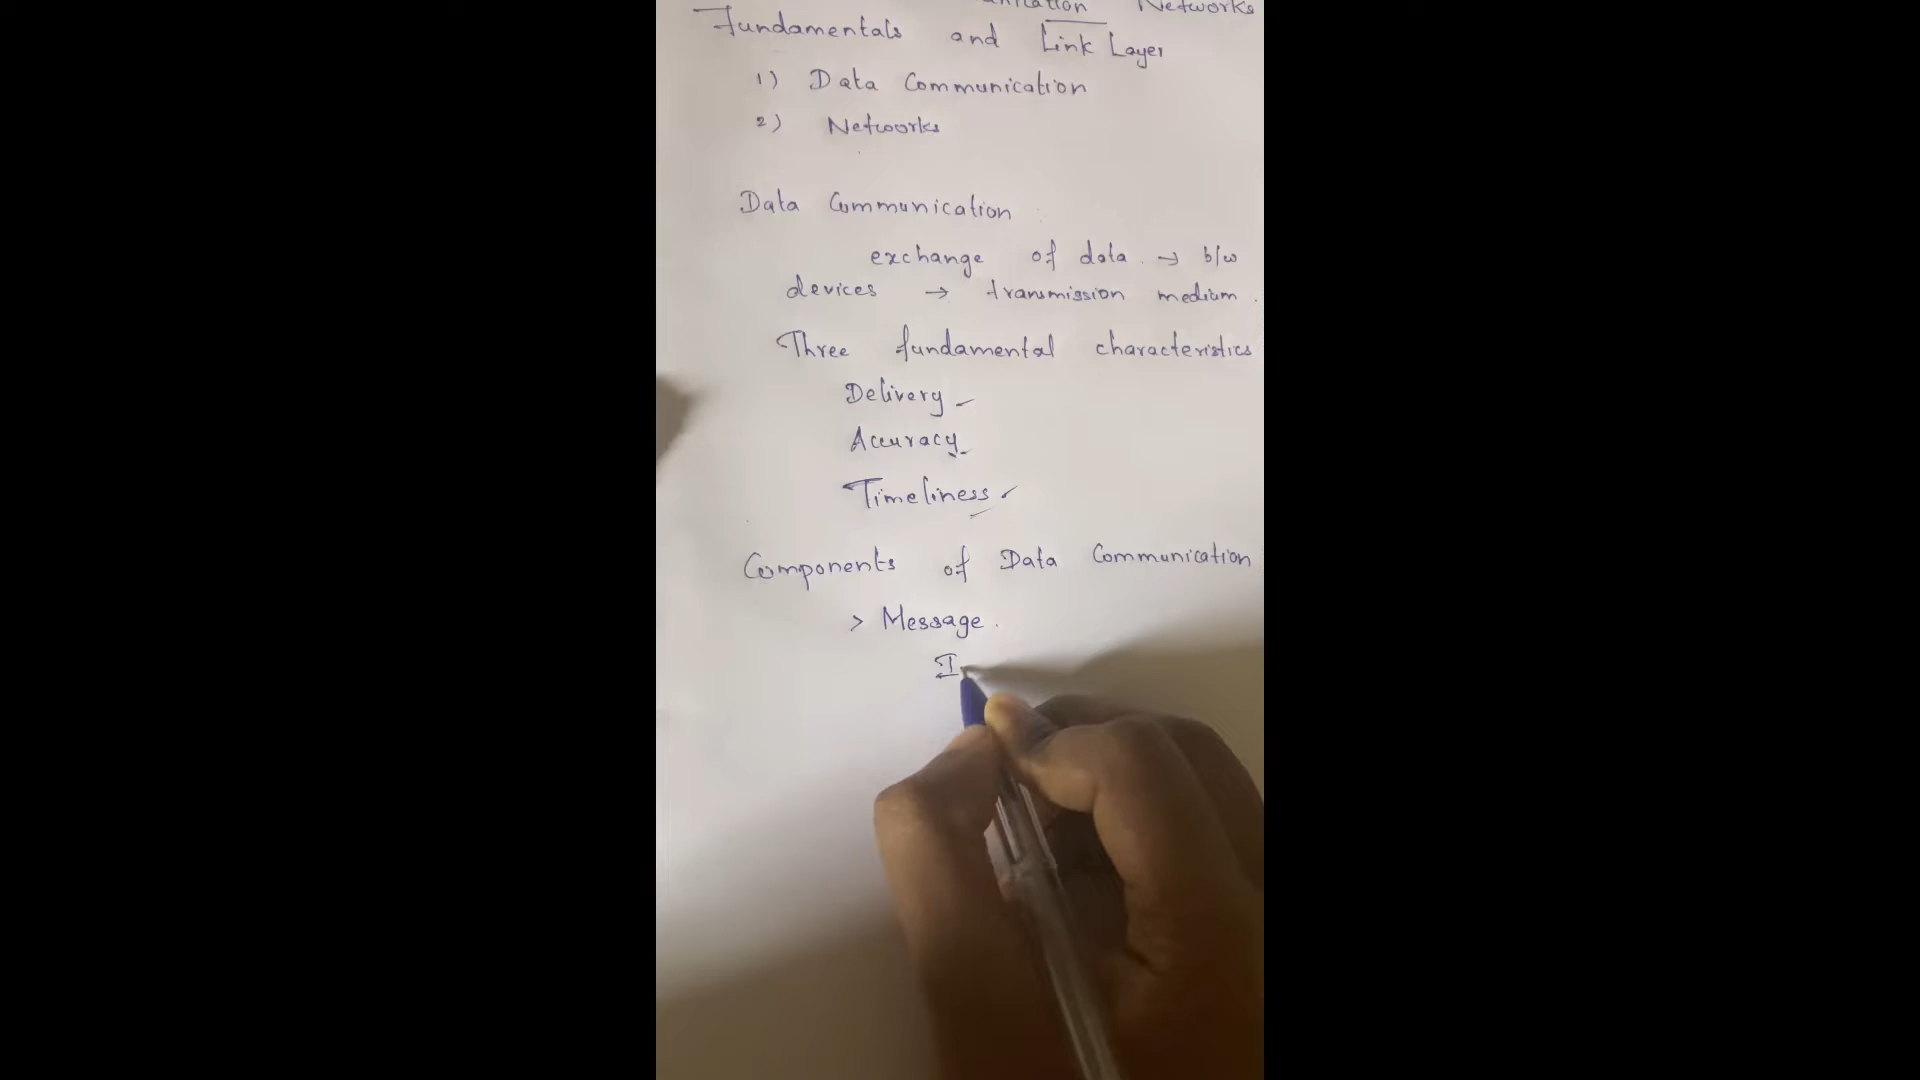 Networks
Fundamentals and Link Layer
1) Data Communication
2) Networks
Data Communication
exchange of data → b/w
devices → transmission medium.
Three fundamental characteristics
Delivery
Accuracy
Timeliness
Components of Data Communication
> Message.
I